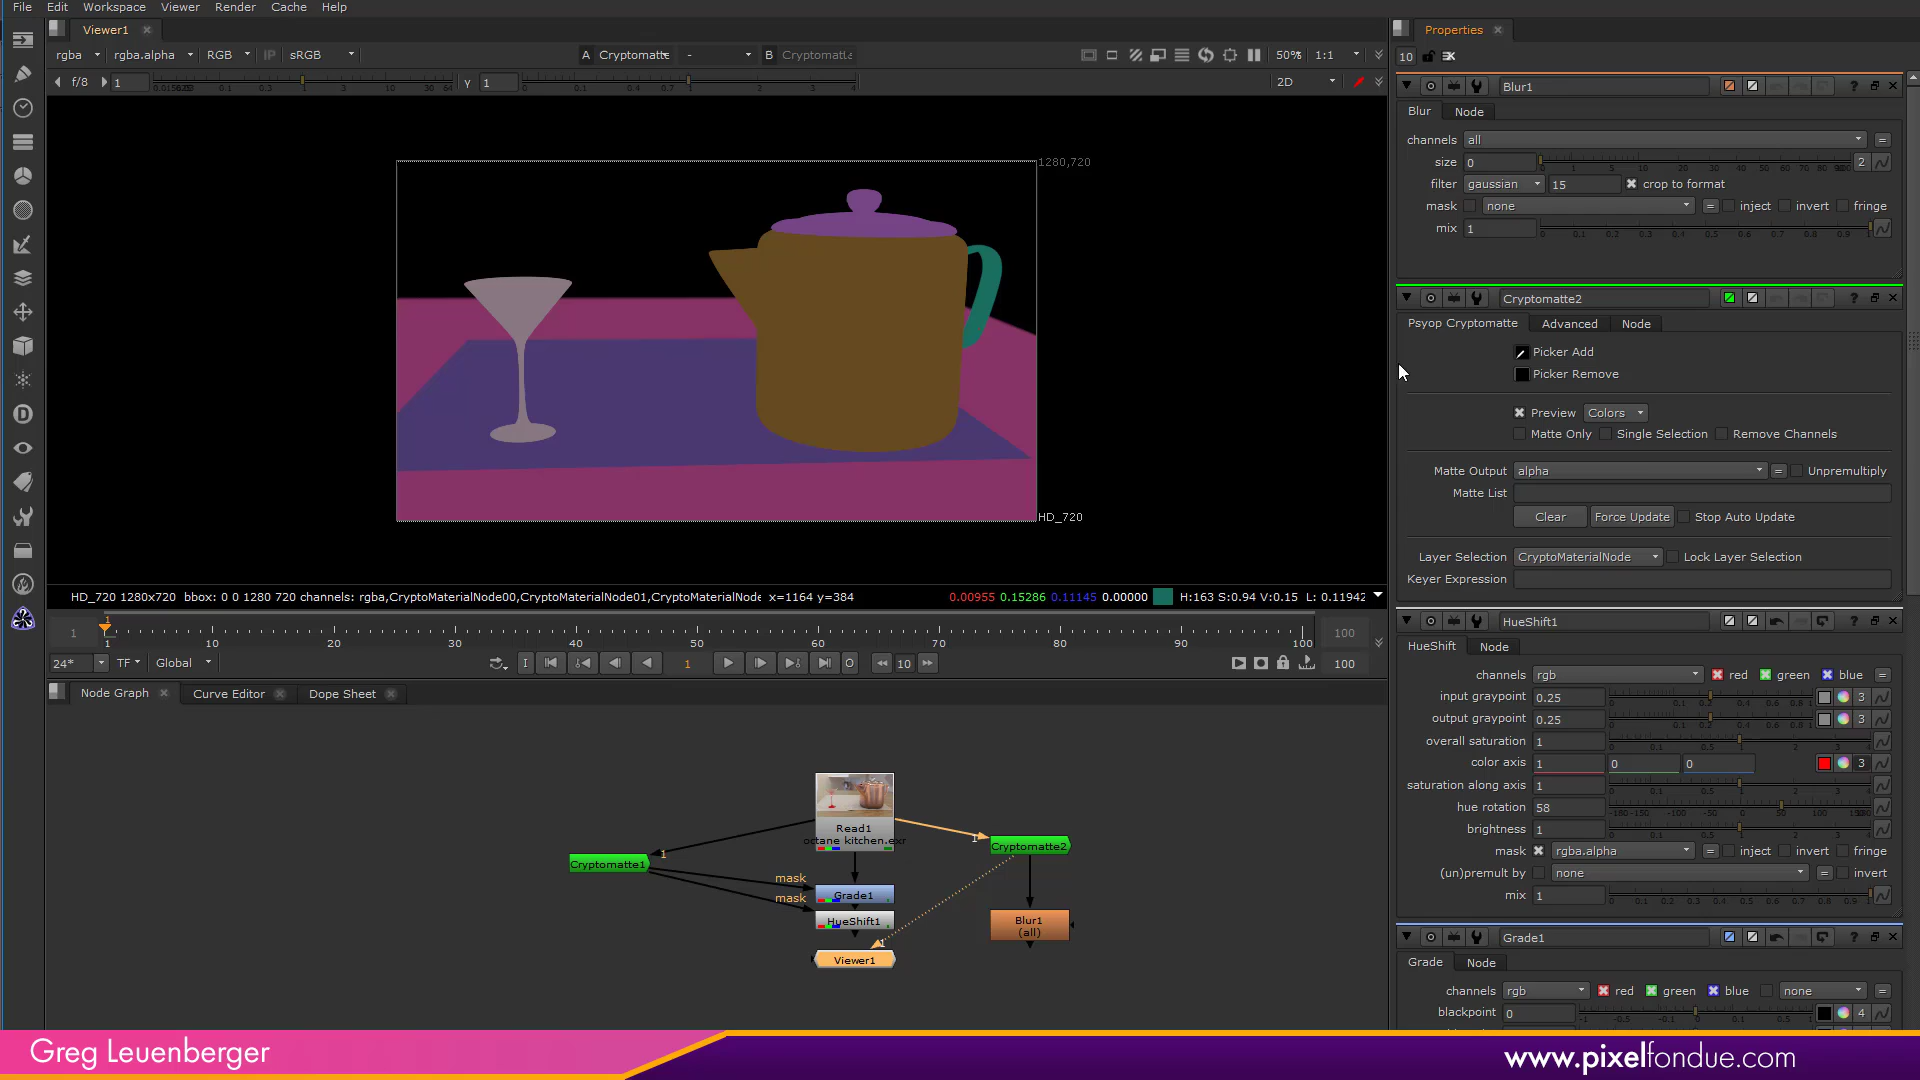 File Edit Workspace Viewer Render Cache Help
Viewer1 Properties
rgba rgba.alpha RGB IP sRGB A Cryptomatte - B Cryptomatte 50% 1:1 10
f/8 1 γ 1 2D
Blur1
Blur Node
channels all =
size 0 2
filter gaussian 15 crop to format
mask none = inject invert fringe
mix 1
1280,720
HD_720
Cryptomatte2
Psyop Cryptomatte Advanced Node
Picker Add
Picker Remove
Preview Colors
Matte Only Single Selection Remove Channels
Matte Output alpha = Unpremultiply
Matte List
Clear Force Update Stop Auto Update
Layer Selection CryptoMaterialNode Lock Layer Selection
Keyer Expression
HD_720 1280x720 bbox: 0 0 1280 720 channels: rgba,CryptoMaterialNode00,CryptoMaterialNode01,CryptoMaterialNode x=1164 y=384 0.00955 0.15286 0.11145 0.00000 H:163 S:0.94 V:0.15 L: 0.11942
1 1 1 10 20 30 40 50 60 70 80 90 100 100
24* TF Global I 1 O 10 100
HueShift1
HueShift Node
channels rgb red green blue =
input graypoint 0.25 3
output graypoint 0.25 3
overall saturation 1
color axis 1 0 0 3
saturation along axis 1
hue rotation 58
brightness 1
mask rgba.alpha = inject invert fringe
(un)premult by none = invert
mix 1
Grade1
Grade Node
channels rgb red green blue none =
blackpoint 0 4
Node Graph Curve Editor Dope Sheet
Read1
octane kitchen.exr
Cryptomatte1 1
1 Cryptomatte2
mask Grade1
mask HueShift1
Blur1
(all)
1
Viewer1
Greg Leuenberger
www.pixelfondue.com